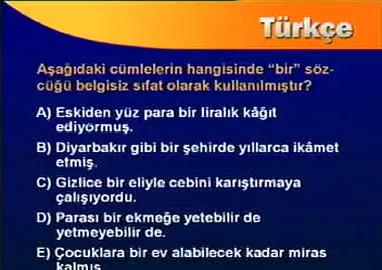 Türkçe
Aşağıdaki cümlelerin hangisinde “bir” söz-
cüğü belgisiz sıfat olarak kullanılmıştır?
A) Eskiden yüz para bir liralık kâğıt
ediyormuş.
B) Diyarbakır gibi bir şehirde yıllarca ikâmet
etmiş.
C) Gizlice bir eliyle cebini karıştırmaya
çalışıyordu.
D) Parası bir ekmeğe yetebilir de
yetmeyebilir de.
E) Çocuklara bir ev alabilecek kadar miras
kalmış